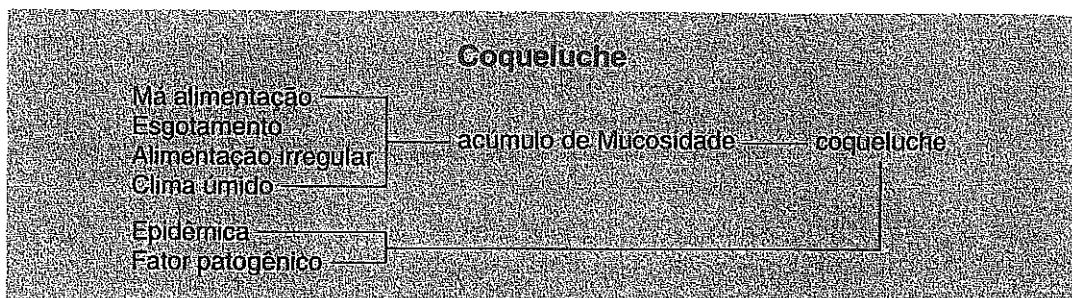 Coqueluche
Má alimentação
Esgotamento
Alimentação irregular
Clima úmido
acúmulo de Mucosidade
coqueluche
Epidêmica
Fator patogênico